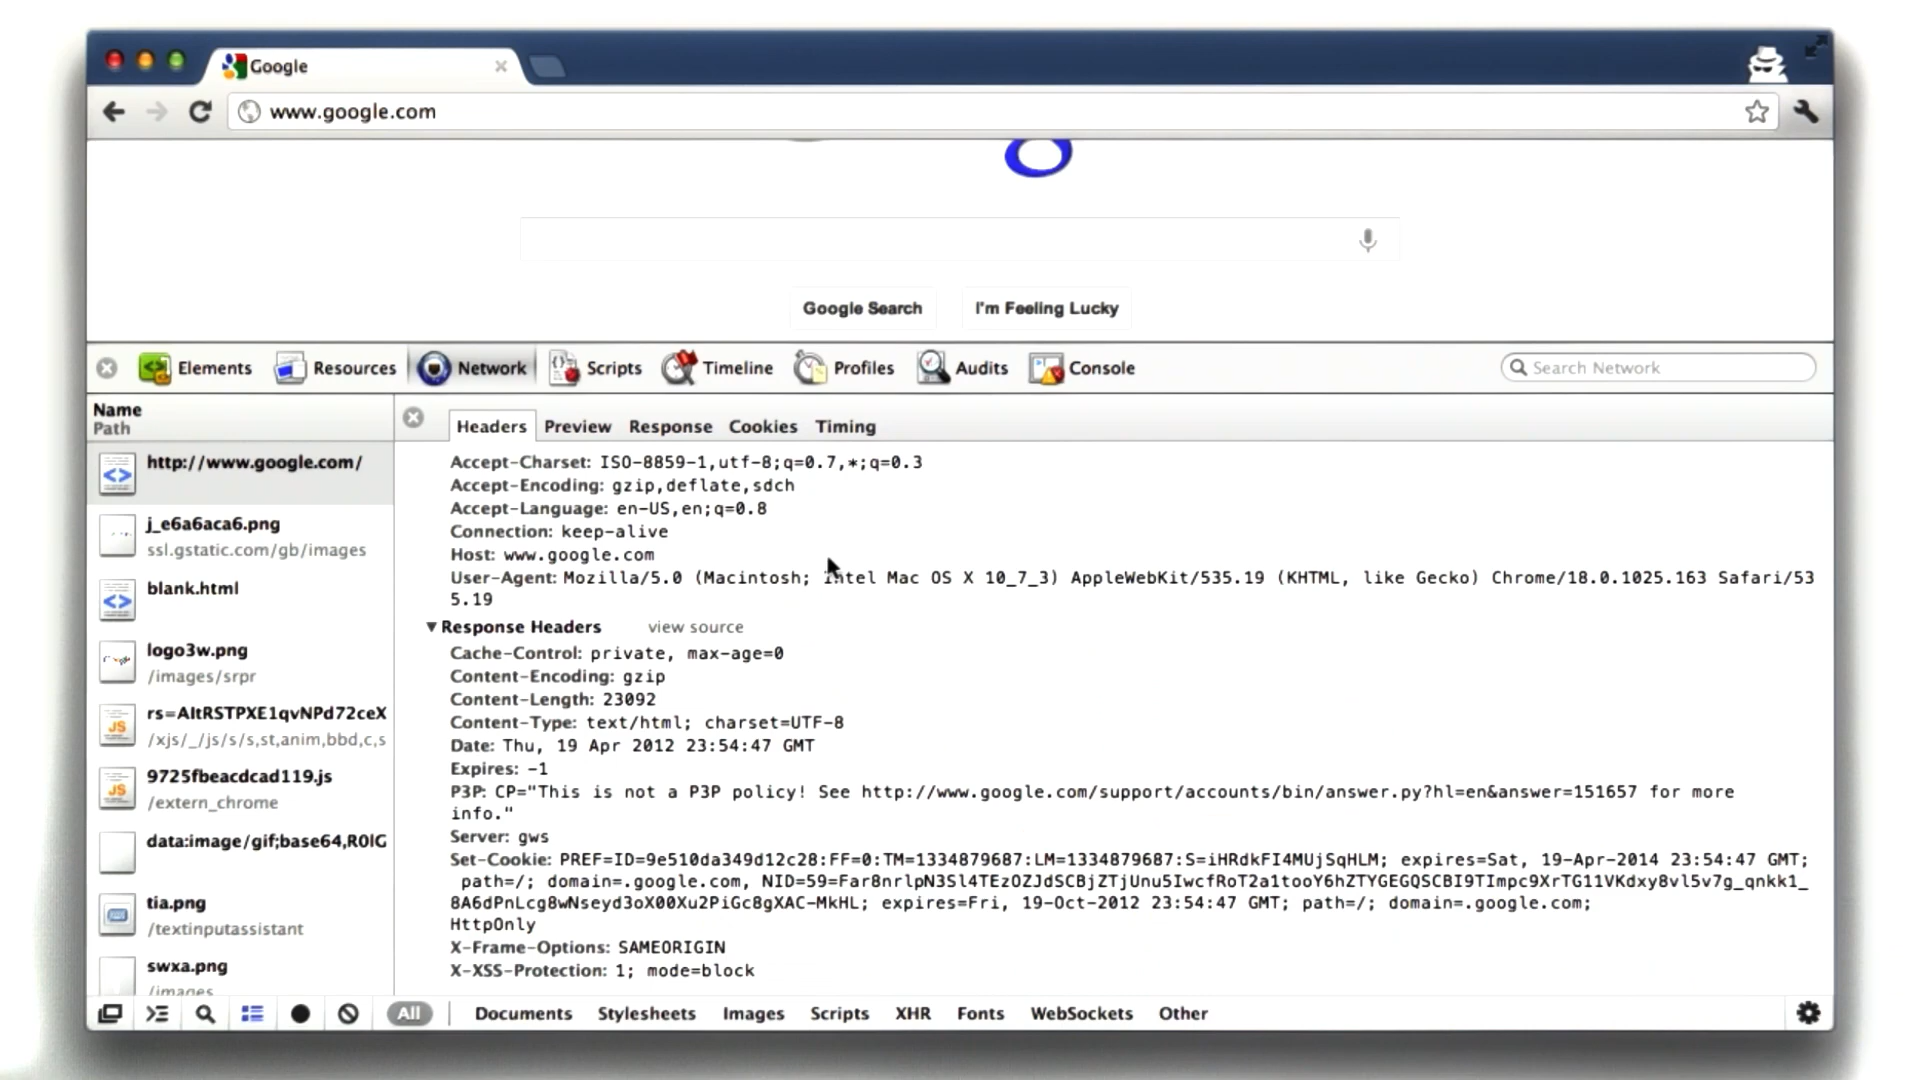 Google
www.google.com
Google Search
I'm Feeling Lucky
Elements
Resources
Network
Scripts
Timeline
Profiles
Audits
Console
Search Network
Name
Path
http://www.google.com/
j_e6a6aca6.png
ssl.gstatic.com/gb/images
blank.html
logo3w.png
/images/srpr
rs=AItRSTPXE1qvNPd72ceX
/xjs/_/js/s/s,st,anim,bbd,c,s
9725fbeacdcad119.js
/extern_chrome
data:image/gif;base64,R0lG
tia.png
/textinputassistant
swxa.png
/images
Headers
Preview
Response
Cookies
Timing
Accept-Charset: ISO-8859-1,utf-8;q=0.7,*;q=0.3
Accept-Encoding: gzip,deflate,sdch
Accept-Language: en-US,en;q=0.8
Connection: keep-alive
Host: www.google.com
User-Agent: Mozilla/5.0 (Macintosh; Intel Mac OS X 10_7_3) AppleWebKit/535.19 (KHTML, like Gecko) Chrome/18.0.1025.163 Safari/53
5.19
▼Response Headers view source
Cache-Control: private, max-age=0
Content-Encoding: gzip
Content-Length: 23092
Content-Type: text/html; charset=UTF-8
Date: Thu, 19 Apr 2012 23:54:47 GMT
Expires: -1
P3P: CP="This is not a P3P policy! See http://www.google.com/support/accounts/bin/answer.py?hl=en&answer=151657 for more
info."
Server: gws
Set-Cookie: PREF=ID=9e510da349d12c28:FF=0:TM=1334879687:LM=1334879687:S=iHRdkFI4MUjSqHLM; expires=Sat, 19-Apr-2014 23:54:47 GMT;
path=/; domain=.google.com, NID=59=Far8nrlpN3Sl4TEzOZJdSCBjZTjUnu5IwcfRoT2a1tooY6hZTYGEGQSCBI9TImpc9XrTG11VKdxy8vl5v7g_qnkk1_
8A6dPnLcg8wNseyd3oX00Xu2PiGc8gXAC-MkHL; expires=Fri, 19-Oct-2012 23:54:47 GMT; path=/; domain=.google.com;
HttpOnly
X-Frame-Options: SAMEORIGIN
X-XSS-Protection: 1; mode=block
All
Documents
Stylesheets
Images
Scripts
XHR
Fonts
WebSockets
Other